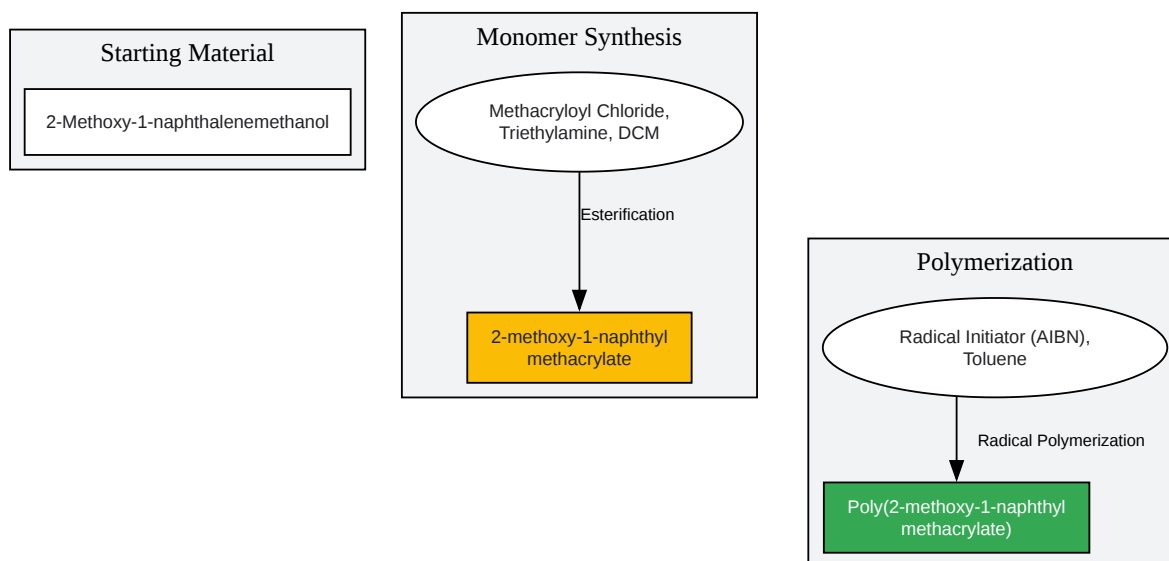 Starting Material
2-Methoxy-1-naphthalenemethanol
Monomer Synthesis
Methacryloyl Chloride,
Triethylamine, DCM
Esterification
2-methoxy-1-naphthyl
methacrylate
Polymerization
Radical Initiator (AIBN),
Toluene
Radical Polymerization
Poly(2-methoxy-1-naphthyl
methacrylate)